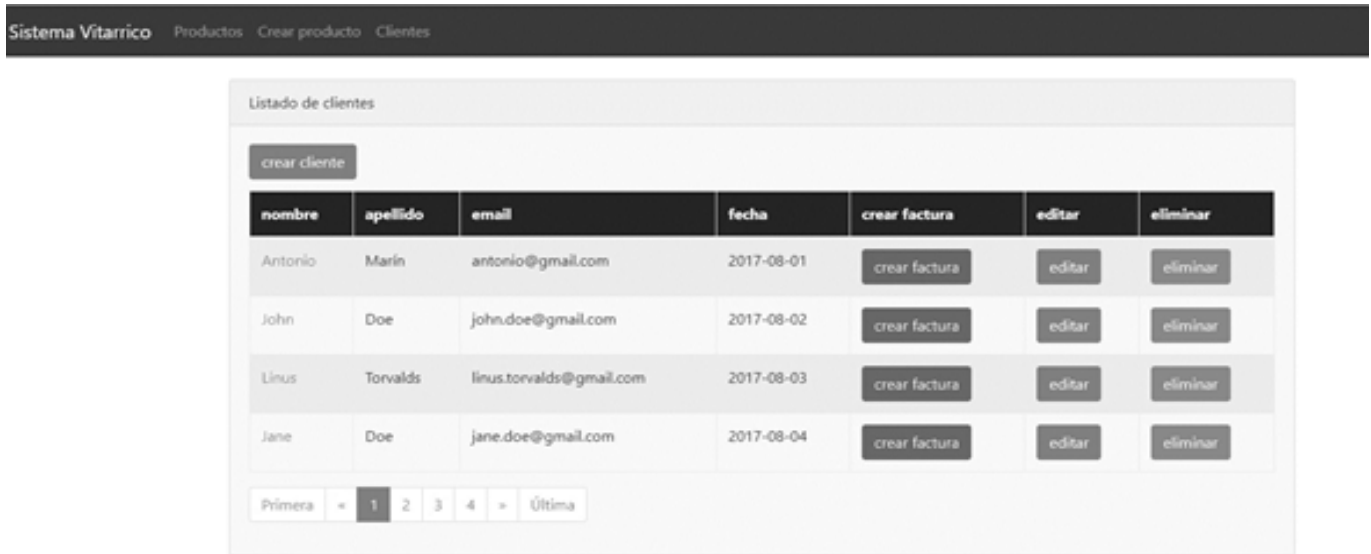 Sistema Vitarrico Productos Crear producto Clientes
Listado de clientes
crear cliente
nombre apellido email fecha crear factura editar eliminar
Antonio Marín antonio@gmail.com 2017-08-01 crear factura editar eliminar
John Doe john.doe@gmail.com 2017-08-02 crear factura editar eliminar
Linus Torvalds linus.torvalds@gmail.com 2017-08-03 crear factura editar eliminar
Jane Doe jane.doe@gmail.com 2017-08-04 crear factura editar eliminar
Primera « 1 2 3 4 » Última